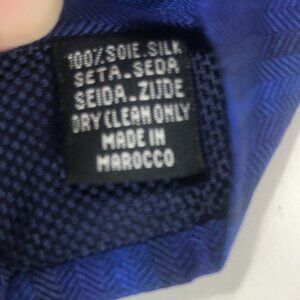 100% SOIE.SILK
SETA.SEDA
SEIDA.ZIJDE
DRY CLEAN ONLY
MADE IN
MAROCCO